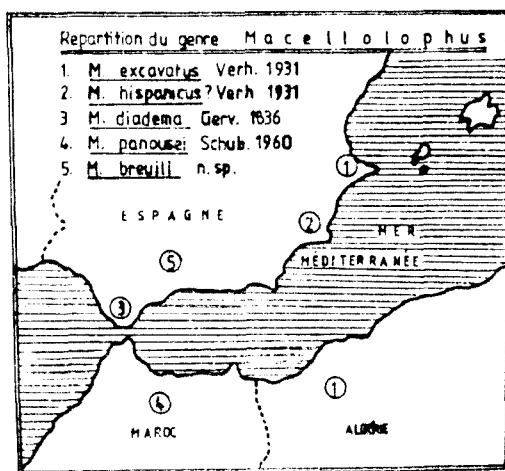 Repartition du genre Macellolophus
1. M. excavatus Verh. 1931
2. M. hispanicus? Verh 1931
3 M. diadema Gerv. 1836
4. M. panousei Schub. 1960
5. M. breuili n. sp.
1
ESPAGNE
2
MER
MÉDITERRANÉE
5
3
1
4
MAROC
ALGÉRIE